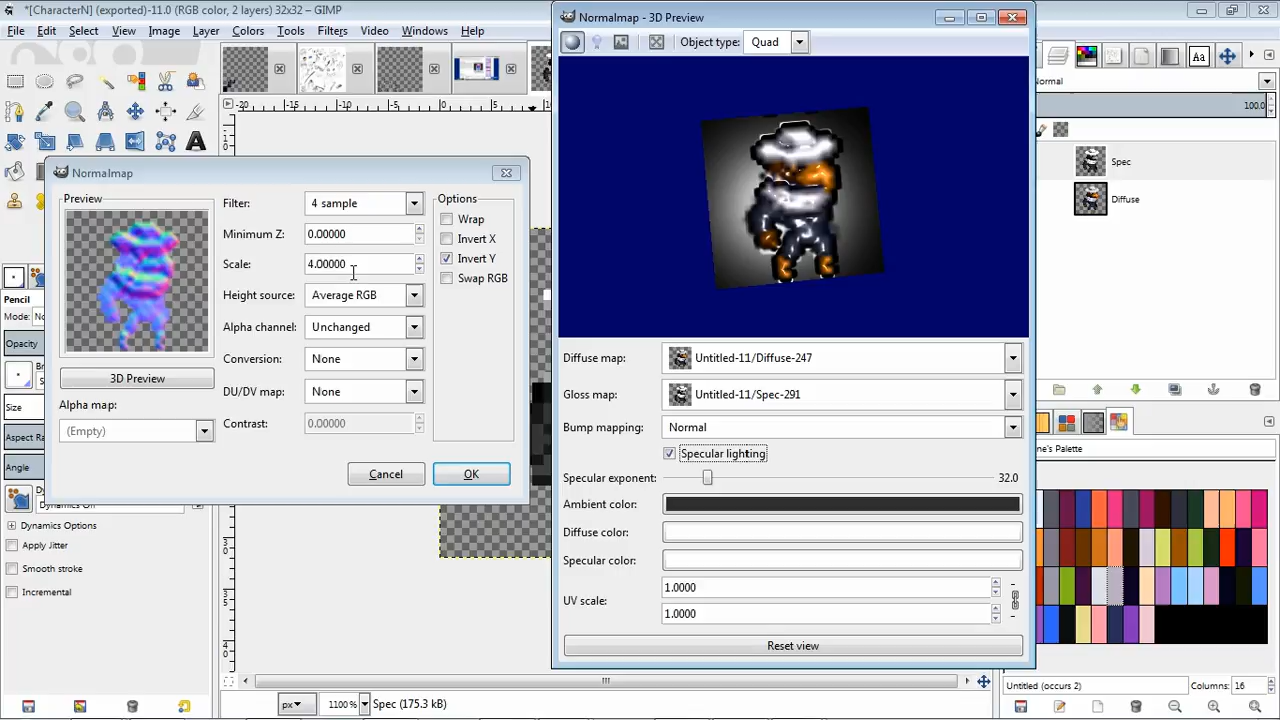 *[CharacterN] (exported)-11.0 (RGB color, 2 layers) 32x32 – GIMP
File Edit Select View Image Layer Colors Tools Filters Video Windows Help
-20 -15 -10 -5
Pencil
Opacity
Size
Aspect Ra
Angle
Dynamics Off
Dynamics Options
Apply Jitter
Smooth stroke
Incremental
px 1100% Spec (175.3 kB)
Normalmap
Preview
3D Preview
Alpha map:
(Empty)
Filter: 4 sample
Minimum Z: 0.00000
Scale: 4.00000
Height source: Average RGB
Alpha channel: Unchanged
Conversion: None
DU/DV map: None
Contrast: 0.00000
Options
Wrap
Invert X
Invert Y
Swap RGB
Cancel OK
Normalmap - 3D Preview
Object type: Quad
Diffuse map: Untitled-11/Diffuse-247
Gloss map: Untitled-11/Spec-291
Bump mapping: Normal
Specular lighting
Specular exponent: 32.0
Ambient color:
Diffuse color:
Specular color:
UV scale: 1.0000
1.0000
Reset view
Aa
Normal
100.0
Spec
Diffuse
ne's Palette
Untitled (occurs 2) Columns: 16